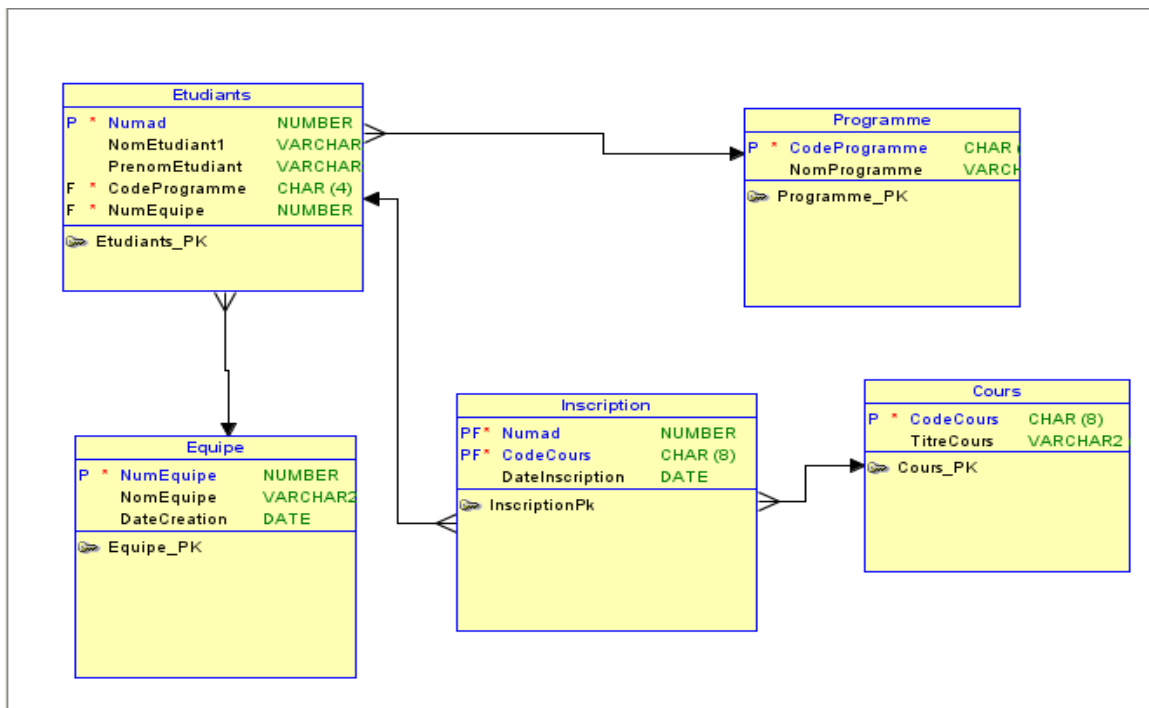 Etudiants
P * Numad NUMBER
NomEtudiant1 VARCHAR
PrenomEtudiant VARCHAR
F * CodeProgramme CHAR (4)
F * NumEquipe NUMBER
Etudiants_PK
Programme
P * CodeProgramme CHAR (
NomProgramme VARCH
Programme_PK
Equipe
P * NumEquipe NUMBER
NomEquipe VARCHAR2
DateCreation DATE
Equipe_PK
Inscription
PF* Numad NUMBER
PF* CodeCours CHAR (8)
DateInscription DATE
InscriptionPk
Cours
P * CodeCours CHAR (8)
TitreCours VARCHAR2
Cours_PK